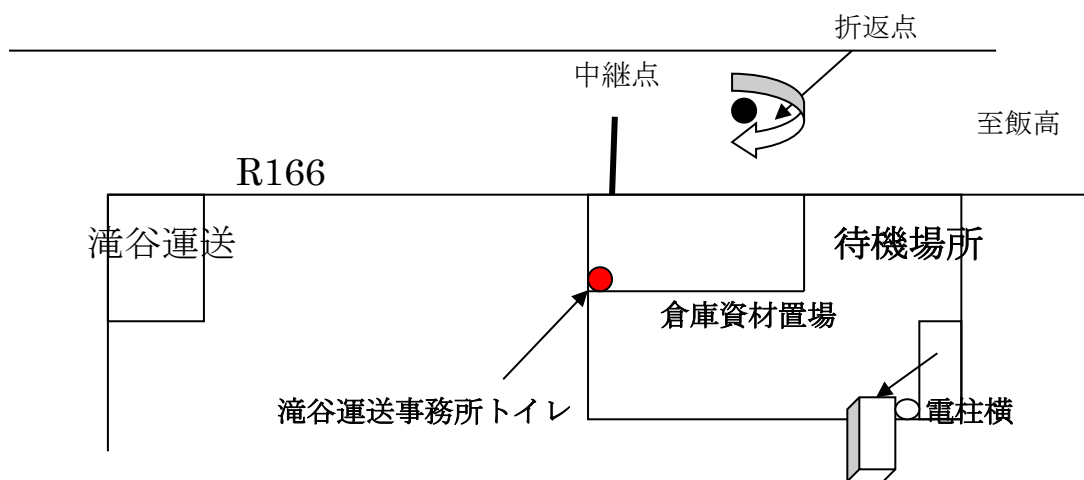 折返点
中継点
至飯高
R166
滝谷運送
待機場所
倉庫資材置場
滝谷運送事務所トイレ
電柱横